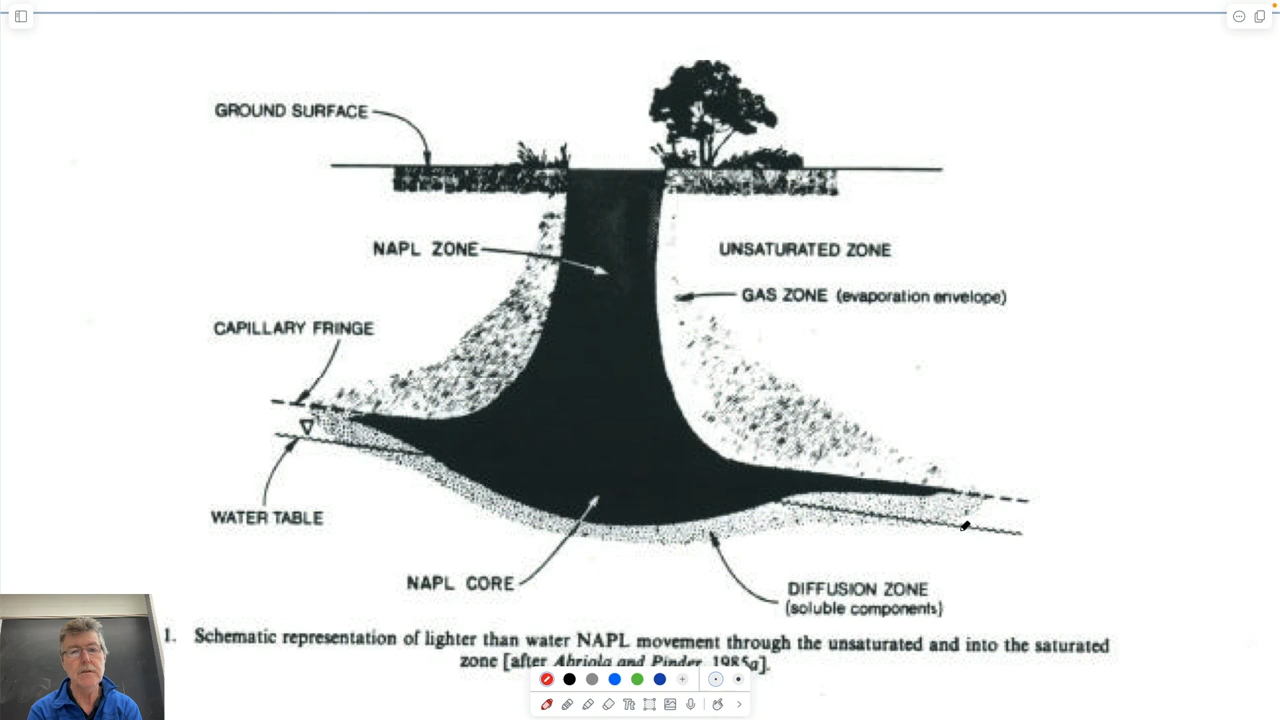 GROUND SURFACE
NAPL ZONE
UNSATURATED ZONE
GAS ZONE (evaporation envelope)
CAPILLARY FRINGE
WATER TABLE
NAPL CORE
DIFFUSION ZONE
(soluble components)
1. Schematic representation of lighter than water NAPL movement through the unsaturated and into the saturated
zone [after Abriola and Pinder, 1985a].
Tt